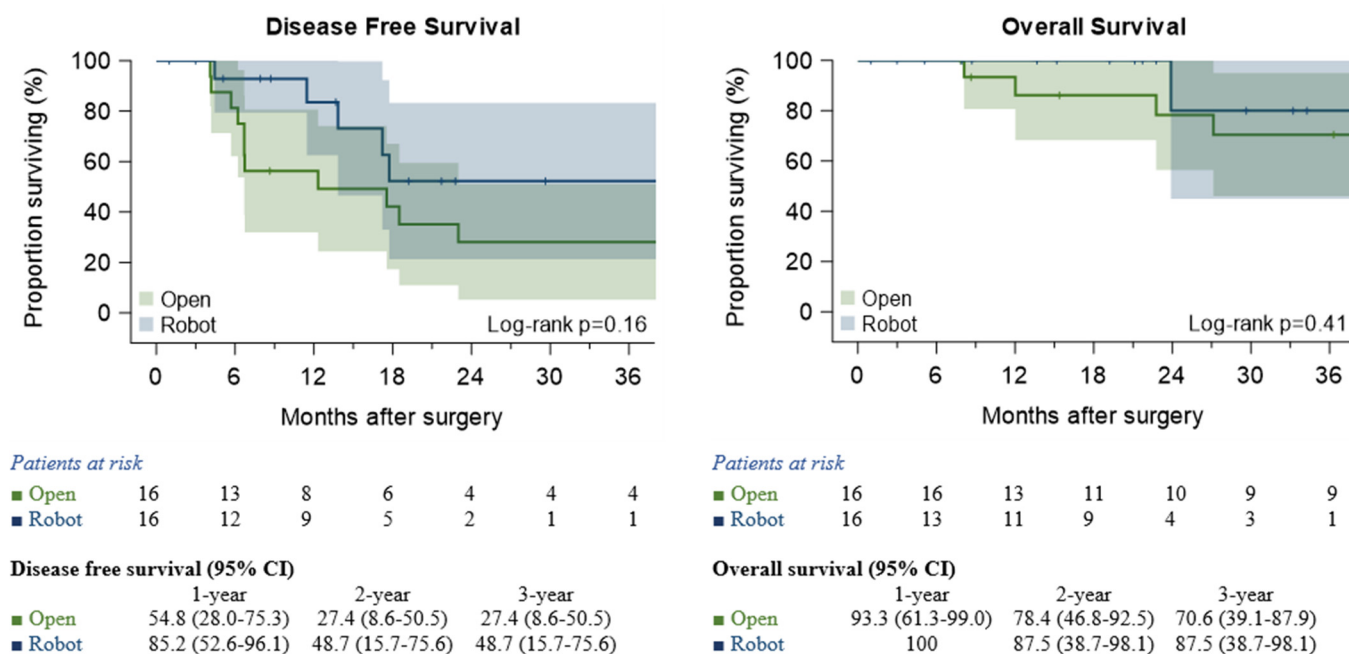 Disease Free Survival
Proportion surviving (%)
100
80
60
40
20
0
Open
Robot
Log-rank p=0.16
0 6 12 18 24 30 36
Months after surgery
Patients at risk
Open 16 13 8 6 4 4 4
Robot 16 12 9 5 2 1 1
Disease free survival (95% CI)
1-year 2-year 3-year
Open 54.8 (28.0-75.3) 27.4 (8.6-50.5) 27.4 (8.6-50.5)
Robot 85.2 (52.6-96.1) 48.7 (15.7-75.6) 48.7 (15.7-75.6)
Overall Survival
Proportion surviving (%)
100
80
60
40
20
0
Open
Robot
Log-rank p=0.41
0 6 12 18 24 30 36
Months after surgery
Patients at risk
Open 16 16 13 11 10 9 9
Robot 16 13 11 9 4 3 1
Overall survival (95% CI)
1-year 2-year 3-year
Open 93.3 (61.3-99.0) 78.4 (46.8-92.5) 70.6 (39.1-87.9)
Robot 100 87.5 (38.7-98.1) 87.5 (38.7-98.1)